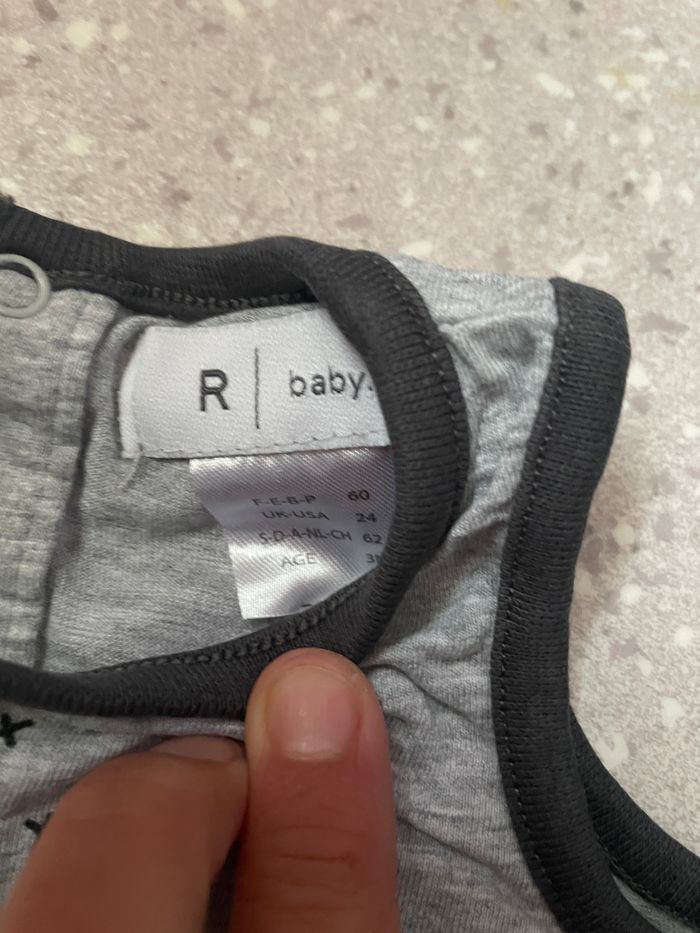 R | baby.
F-E-B-P 60
UK-USA 24
S-D-A-NL-CH 62
AGE